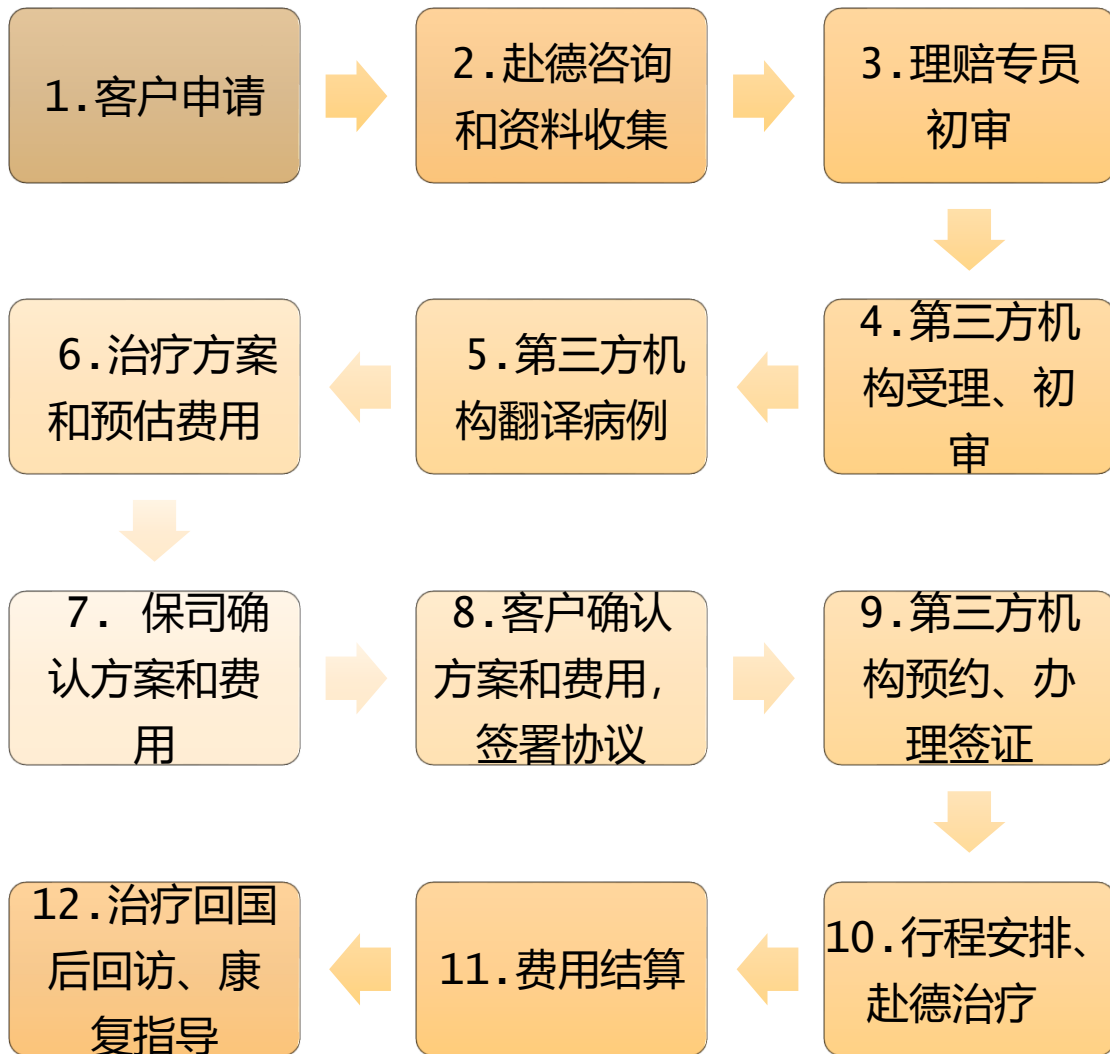 1.客户申请
2.赴德咨询
和资料收集
3.理赔专员
初审
4.第三方机
构受理、初
审
5.第三方机
构翻译病例
6.治疗方案
和预估费用
7. 保司确
认方案和费
用
8.客户确认
方案和费用,
签署协议
9.第三方机
构预约、办
理签证
10.行程安排、
赴德治疗
11.费用结算
12.治疗回国
后回访、康
复指导